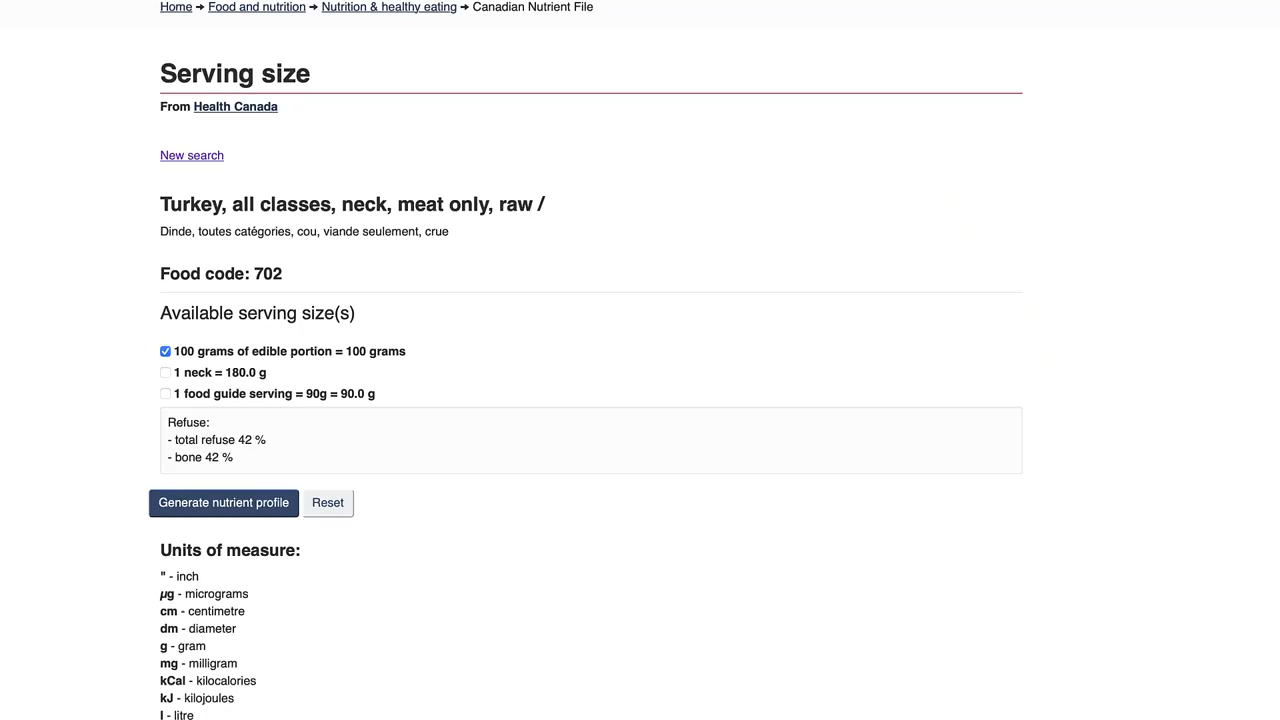 Home ➔ Food and nutrition ➔ Nutrition & healthy eating ➔ Canadian Nutrient File
Serving size
From Health Canada
New search
Turkey, all classes, neck, meat only, raw /
Dinde, toutes catégories, cou, viande seulement, crue
Food code: 702
Available serving size(s)
100 grams of edible portion = 100 grams
1 neck = 180.0 g
1 food guide serving = 90g = 90.0 g
Refuse:
- total refuse 42 %
- bone 42 %
Generate nutrient profile Reset
Units of measure:
" - inch
µg - micrograms
cm - centimetre
dm - diameter
g - gram
mg - milligram
kCal - kilocalories
kJ - kilojoules
l - litre